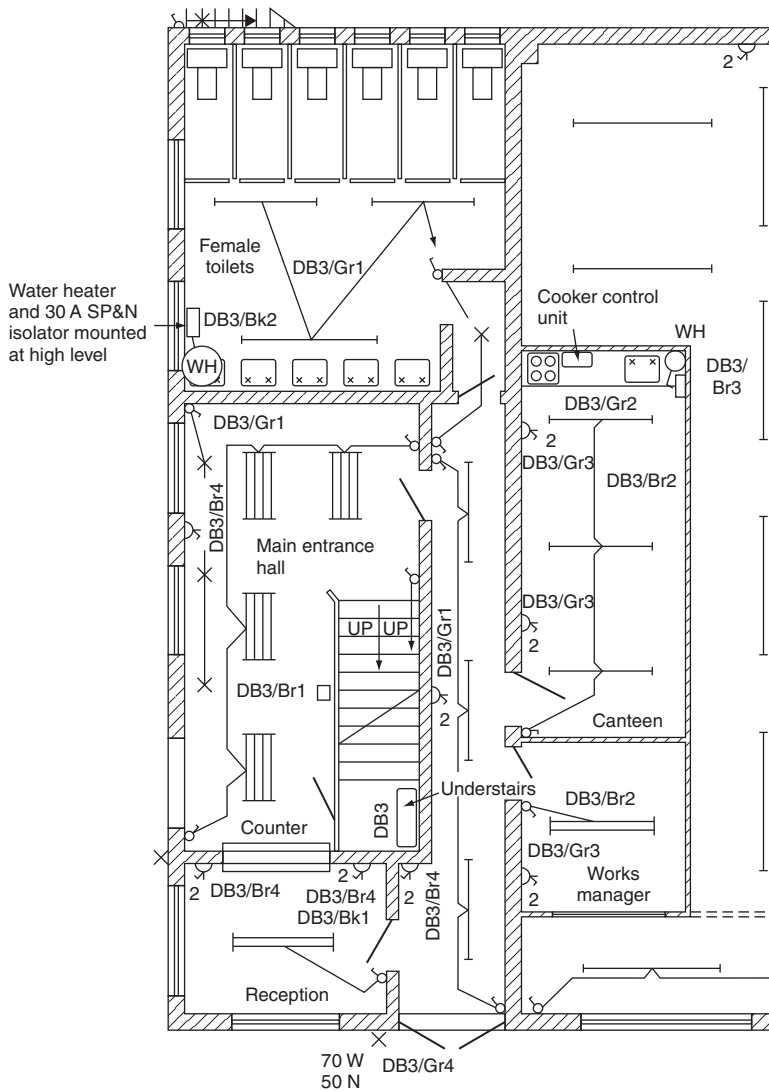 2
Female
toilets
DB3/Gr1
Water heater
and 30 A SP&N
isolator mounted
at high level
DB3/Bk2
WH
Cooker control
unit
WH
DB3/
Br3
DB3/Gr1
DB3/Gr2
2
DB3/Gr3
DB3/Br2
DB3/Br4
Main entrance
hall
DB3/Gr3
2
UP
UP
DB3/Gr1
DB3/Br1
2
Canteen
Understairs
DB3
DB3/Br2
Counter
DB3/Gr3
Works
manager
2
2
DB3/Br4
2
DB3/Br4
DB3/Bk1
2
DB3/Br4
Reception
70 W
50 N
DB3/Gr4